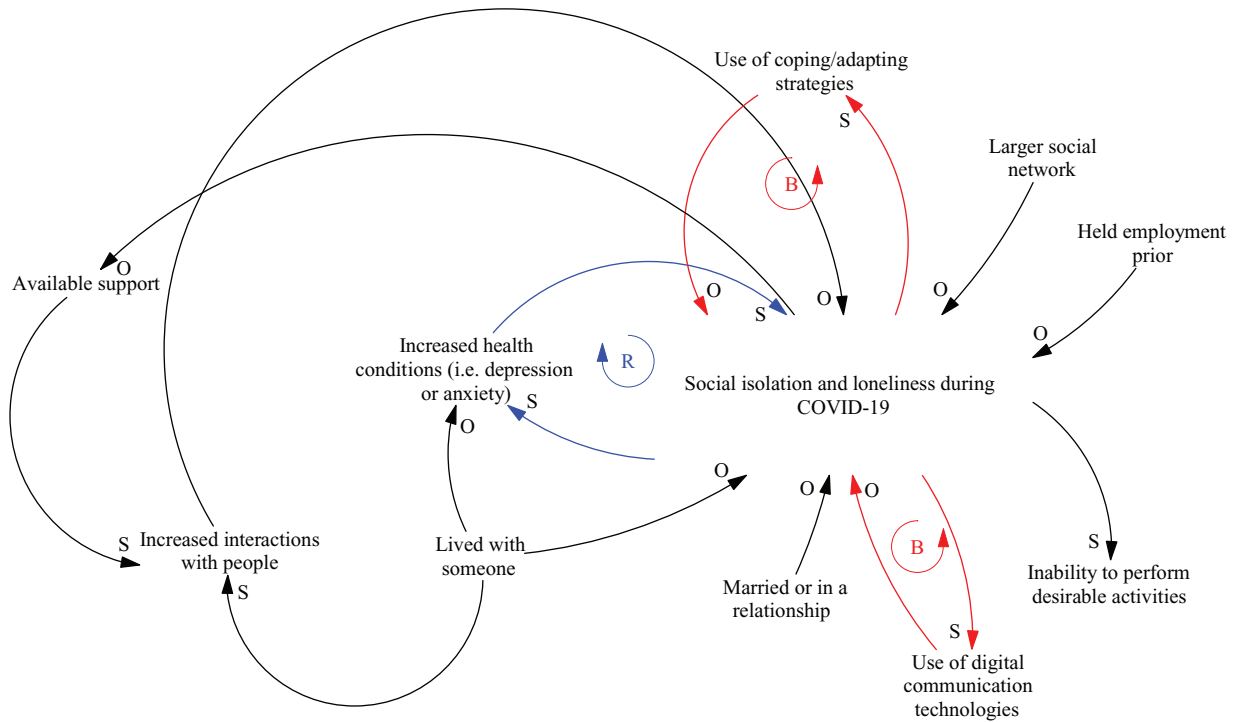 Use of coping/adapting
strategies
S
Larger social
network
B
Held employment
prior
O
Available support
O
O
S
O
O
Increased health
conditions (i.e. depression
or anxiety)
R
O
Social isolation and loneliness during
COVID-19
S
O
O
O
O
S
Increased interactions
with people
S
Lived with
someone
B
S
Married or in a
relationship
Inability to perform
desirable activities
S
S
Use of digital
communication
technologies